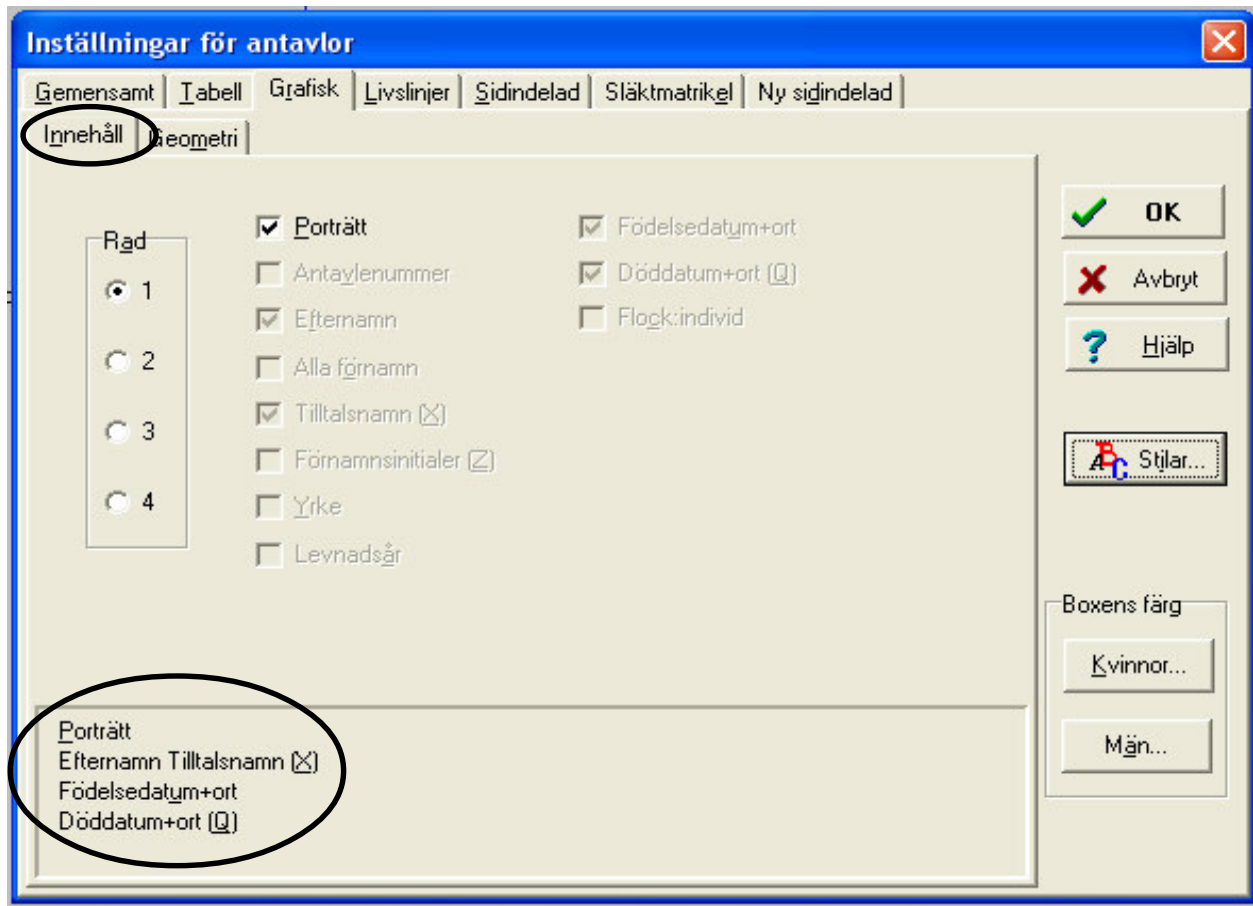 Inställningar för antavlor
Gemensamt Tabell Grafisk Livslinjer Sidindelad Släktmatrikel Ny sidindelad
Innehåll Geometri
Rad
1
2
3
4
Porträtt
Antavlenummer
Efternamn
Alla förnamn
Tilltalsnamn (X)
Förnamnsinitialer (Z)
Yrke
Levnadsår
Födelsedatum+ort
Döddatum+ort (Q)
Flock:individ
OK
Avbryt
Hjälp
ABC Stilar...
Boxens färg
Kvinnor...
Män...
Porträtt
Efternamn Tilltalsnamn (X)
Födelsedatum+ort
Döddatum+ort (Q)